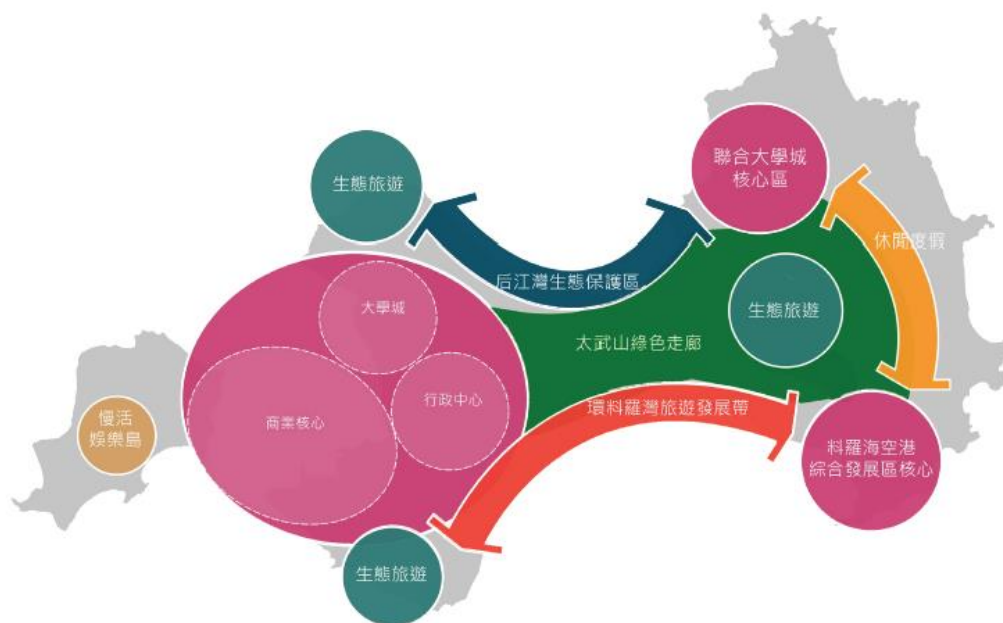 聯合大學城
核心區
生態旅遊
休閒度假
后江灣生態保護區
大學城
生態旅遊
太武山綠色走廊
行政中心
環料羅灣旅遊發展帶
商業核心
慢活
娛樂島
料羅海空港
綜合發展區核心
生態旅遊